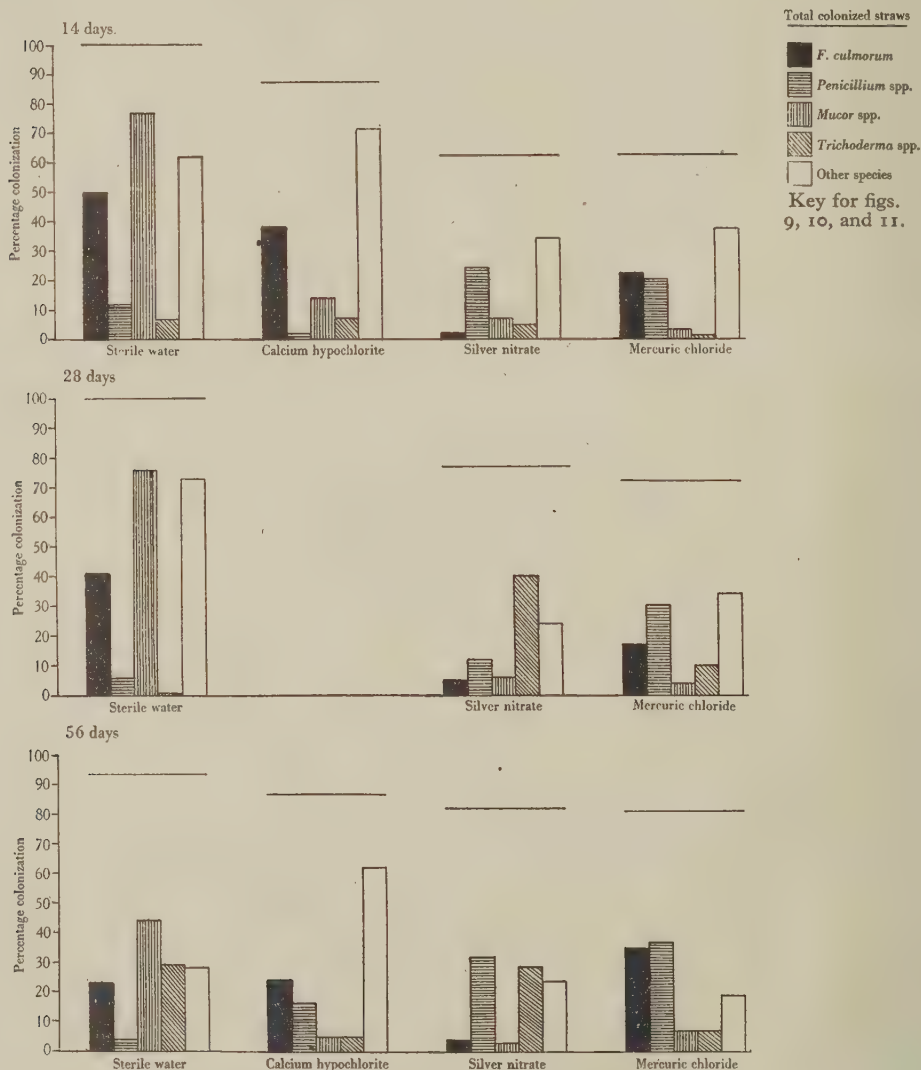 Total colonized straws
F. culmorum
Penicillium spp.
Mucor spp.
Trichoderma spp.
Other species
Key for figs.
9, 10, and 11.
14 days.
Percentage colonization
100
90
80
70
60
50
40
30
20
10
0
Sterile water Calcium hypochlorite Silver nitrate Mercuric chloride
28 days
Percentage colonization
100
90
80
70
60
50
40
30
20
10
0
Sterile water Silver nitrate Mercuric chloride
56 days
Percentage colonization
100
90
80
70
60
50
40
30
20
10
0
Sterile water Calcium hypochlorite Silver nitrate Mercuric chloride